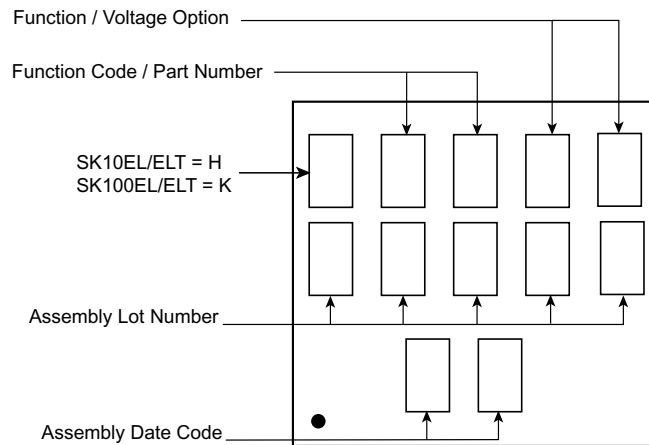 Function / Voltage Option
Function Code / Part Number
SK10EL/ELT = H
SK100EL/ELT = K
Assembly Lot Number
Assembly Date Code